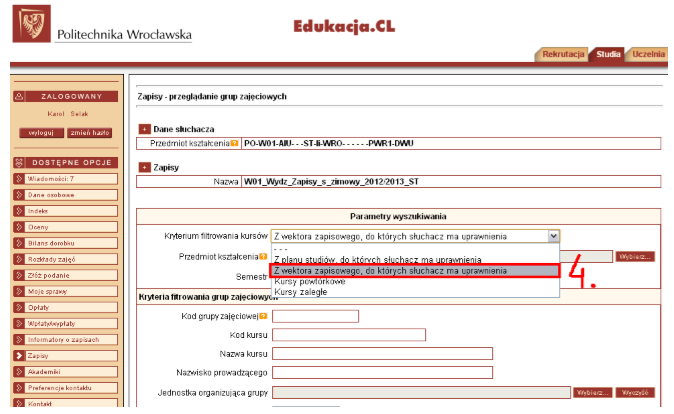 Politechnika Wrocławska
Edukacja.CL
Rekrutacja Studia Uczelnia
ZALOGOWANY
Karol Selak
wyloguj zmień hasło
DOSTĘPNE OPCJE
Wiadomości: 7
Dane osobowe
Indeks
Oceny
Bilans dorobku
Rozkłady zajęć
Złóż podanie
Moje sprawy
Opłaty
Wpłaty/wypłaty
Informatory o zapisach
Zapisy
Akademiki
Preferencje kontaktu
Kontakt
Zapisy - przeglądanie grup zajęciowych
Dane słuchacza
Przedmiot kształcenia PO-W01-AIU- - -ST-Ii-WRO- - - - - -PWR1-DWU
Zapisy
Nazwa W01_Wydz_Zapisy_s_zimowy_2012/2013_ST
Parametry wyszukiwania
Kryterium filtrowania kursów Z wektora zapisowego, do których słuchacz ma uprawnienia
- - -
Przedmiot kształcenia Z planu studiów, do których słuchacz ma uprawnienia Wybierz...
Z wektora zapisowego, do których słuchacz ma uprawnienia 4.
Semestr Kursy powtórkowe
Kursy zaległe
Kryteria filtrowania grup zajęciowych
Kod grupy zajęciowej
Kod kursu
Nazwa kursu
Nazwisko prowadzącego
Jednostka organizująca grupy Wybierz... Wyczyść